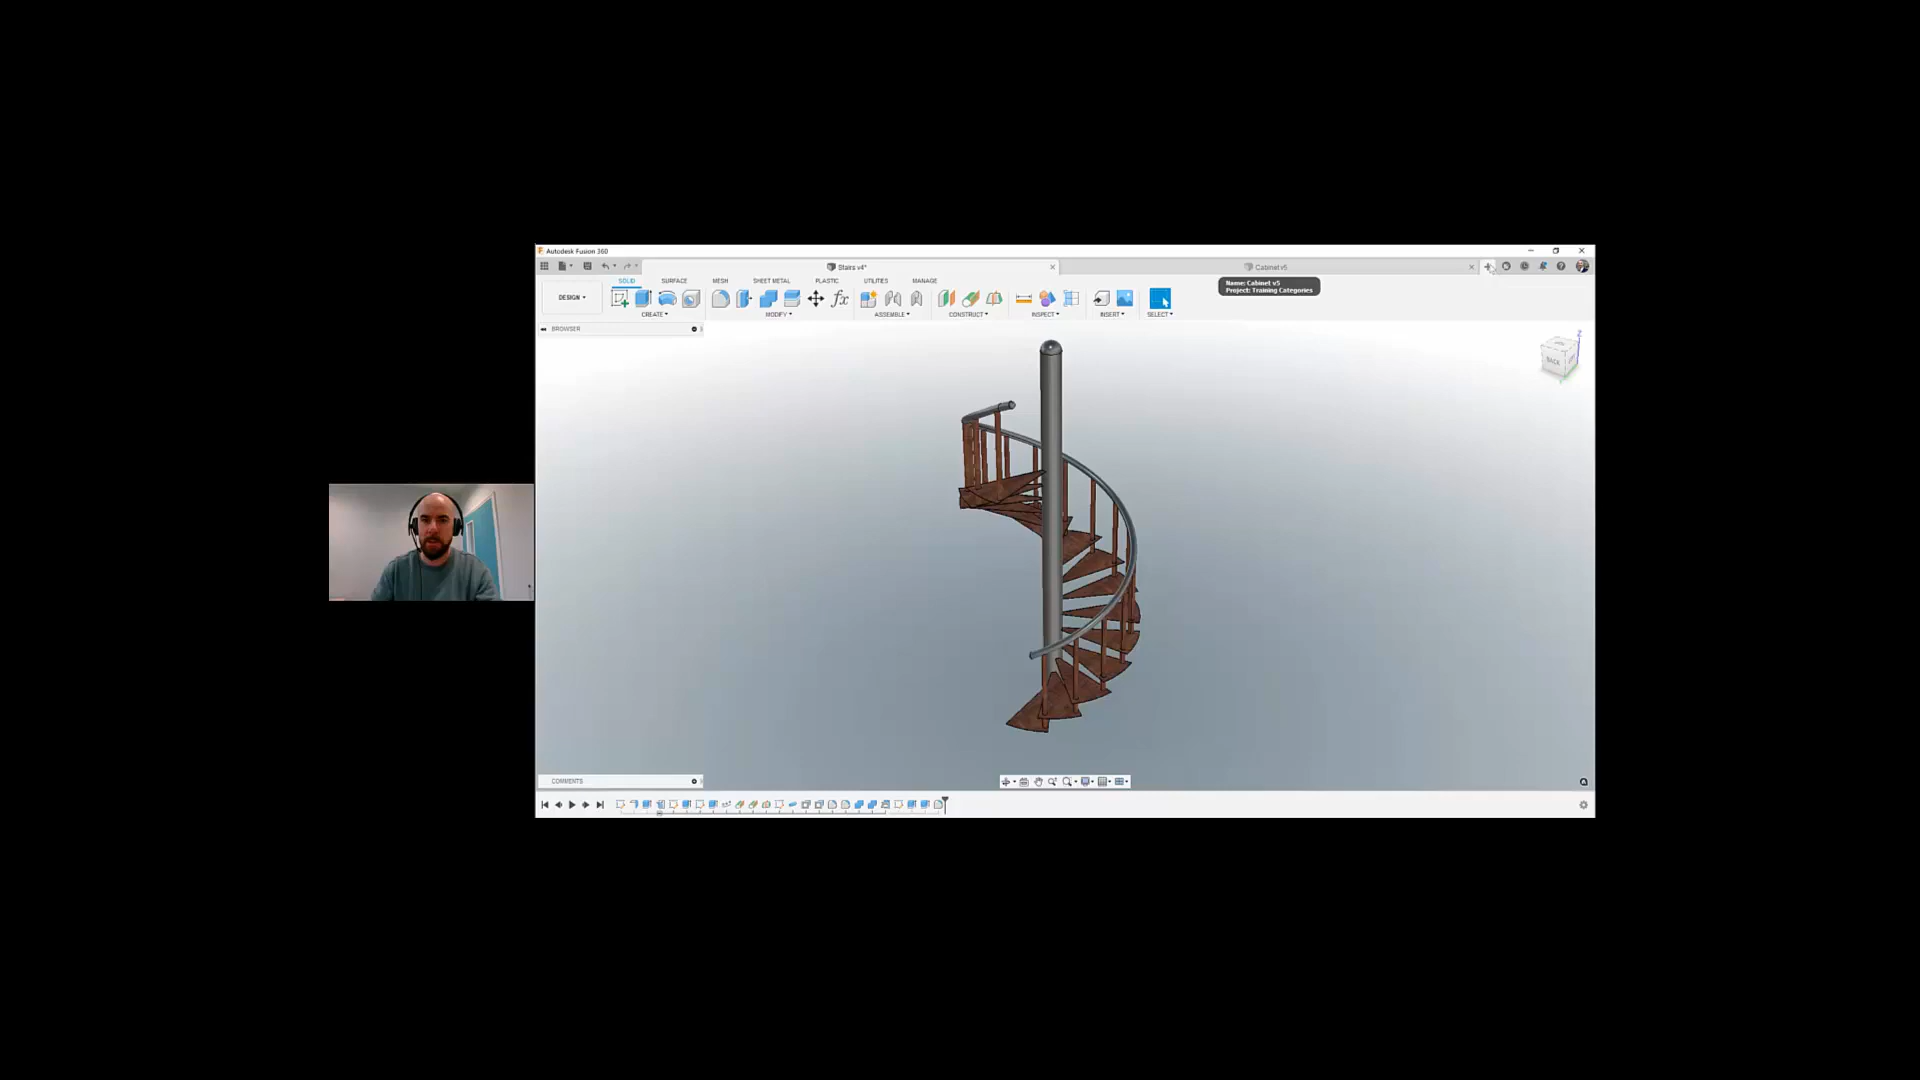 Autodesk Fusion 360
Stairs v4*
Cabinet v5
SOLID
SURFACE
MESH
SHEET METAL
PLASTIC
UTILITIES
MANAGE
Name: Cabinet v5
Project: Training Categories
DESIGN
CREATE
MODIFY
ASSEMBLE
CONSTRUCT
INSPECT
INSERT
SELECT
BROWSER
Z
BACK
COMMENTS